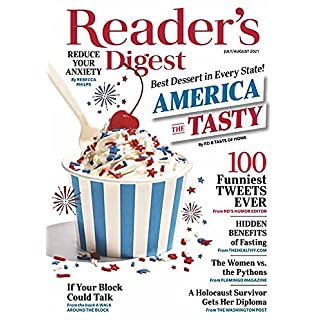 Reader's
Digest
JULY/AUGUST 2021
REDUCE
YOUR
ANXIETY
By REBECCA
PHILPS
Best Dessert in Every State!
AMERICA
THE TASTY
By RD & TASTE OF HOME
100
Funniest
TWEETS
EVER
From RD'S HUMOR EDITOR
HIDDEN
BENEFITS
of Fasting
From THEHEALTHY.COM
The Women vs.
the Pythons
From FLAMINGO MAGAZINE
A Holocaust Survivor
Gets Her Diploma
From THE WASHINGTON POST
If Your Block
Could Talk
From the book A WALK
AROUND THE BLOCK